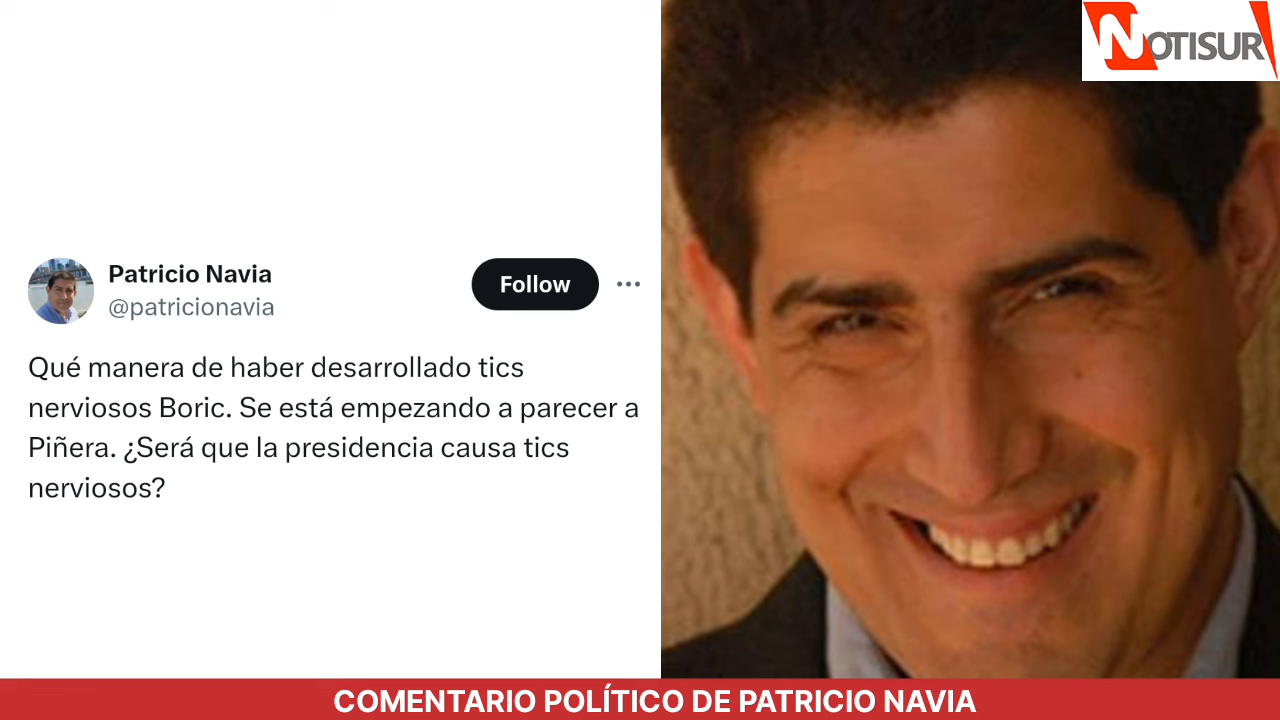 NOTISUR
Patricio Navia
@patricionavia
Follow
Qué manera de haber desarrollado tics
nerviosos Boric. Se está empezando a parecer a
Piñera. ¿Será que la presidencia causa tics
nerviosos?
COMENTARIO POLÍTICO DE PATRICIO NAVIA